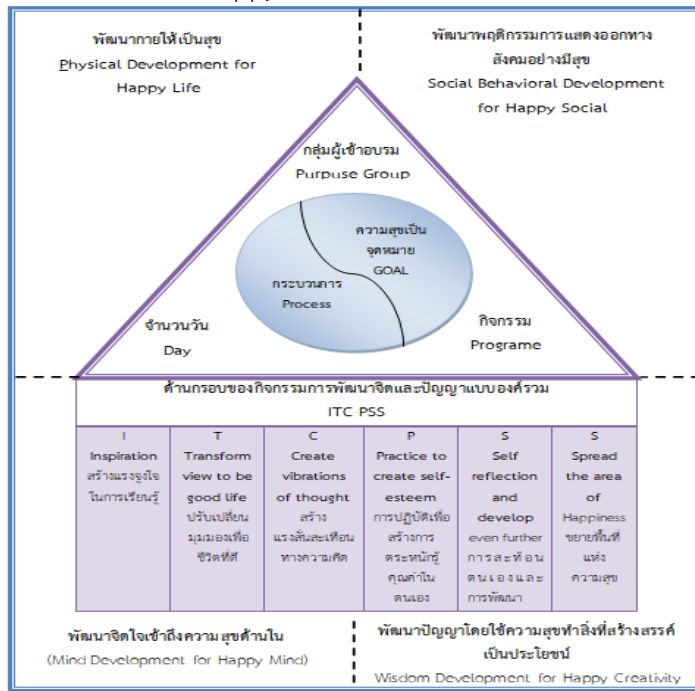 พัฒนากายให้เป็นสุข
Physical Development for
Happy Life
พัฒนาพฤติกรรมการแสดงออกทาง
สังคมอย่างมีสุข
Social Behavioral Development
for Happy Social
กลุ่มผู้เข้าอบรม
Purpuse Group
ความสุขเป็น
จุดหมาย
GOAL
กระบวนการ
Process
จำนวนวัน
Day
กิจกรรม
Programe
ด้านกรอบของกิจกรรมการพัฒนาจิตและปัญญาแบบองค์รวม
ITC PSS
I
Inspiration
สร้างแรงจูงใจ
ในการเรียนรู้
T
Transform
view to be
good life
ปรับเปลี่ยน
มุมมองเพื่อ
ชีวิตที่ดี
C
Create
vibrations
of thought
สร้าง
แรงสั่นสะเทือน
ทางความคิด
P
Practice to
create self-
esteem
การปฏิบัติเพื่อ
สร้างการ
ตระหนักรู้
คุณค่าใน
ตนเอง
S
Self
reflection
and
develop
even further
การสะท้อน
ตนเองและ
การพัฒนา
S
Spread
the area
of
Happiness
ขยายพื้นที่
แห่ง
ความสุข
พัฒนาจิตใจเข้าถึงความสุขด้านใน
(Mind Development for Happy Mind)
พัฒนาปัญญาโดยใช้ความสุขทำสิ่งที่สร้างสรรค์
เป็นประโยชน์
Wisdom Development for Happy Creativity